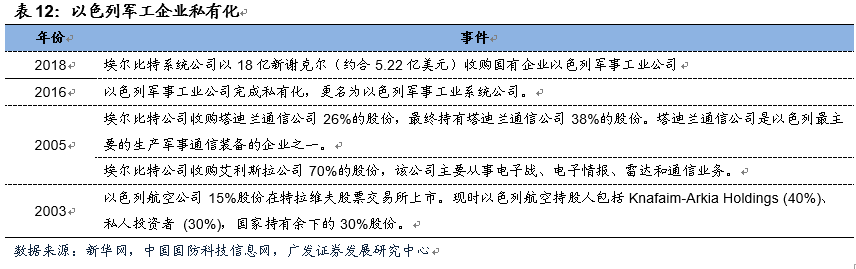 表 12：以色列军工企业私有化
年份 事件
2018 埃尔比特系统公司以 18 亿新谢克尔（约合 5.22 亿美元）收购国有企业以色列军事工业公司
2016 以色列军事工业公司完成私有化，更名为以色列军事工业系统公司。
埃尔比特公司收购塔迪兰通信公司 26%的股份，最终持有塔迪兰通信公司 38%的股份。塔迪兰通信公司是以色列最主
2005 要的生产军事通信装备的企业之一。
埃尔比特公司收购艾利斯拉公司 70%的股份，该公司主要从事电子战、电子情报、雷达和通信业务。
以色列航空公司 15%股份在特拉维夫股票交易所上市。现时以色列航空持股人包括 Knafaim-Arkia Holdings (40%)、
2003 私人投资者 (30%)，国家持有余下的 30%股份。
数据来源：新华网，中国国防科技信息网，广发证券发展研究中心